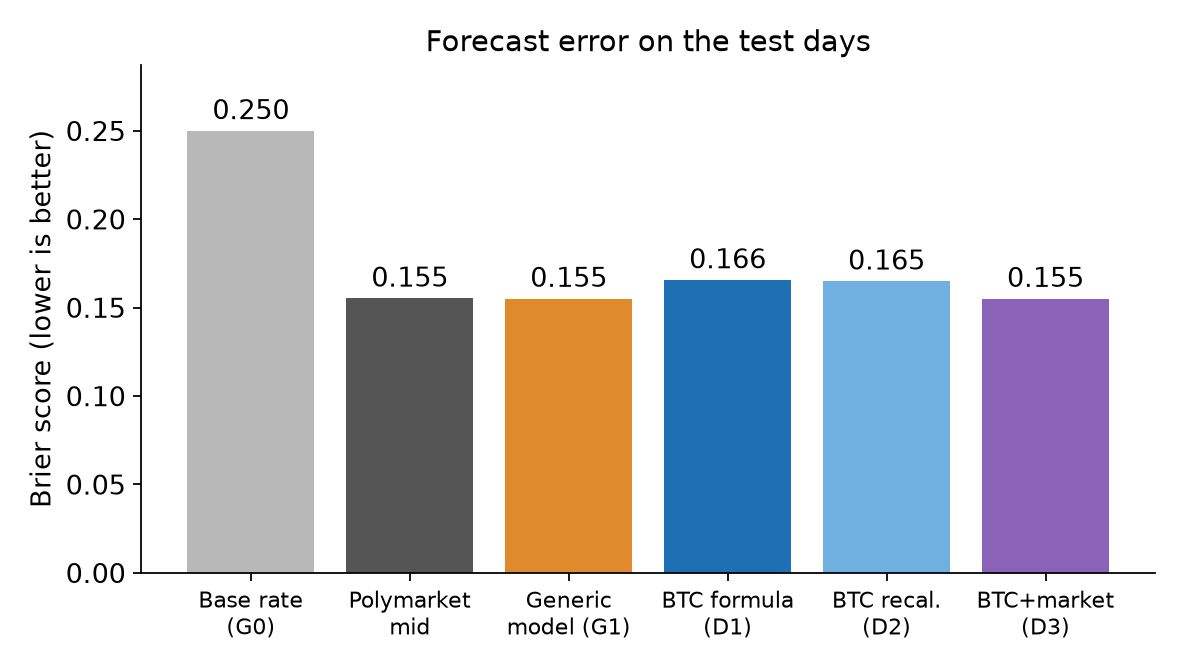 Forecast error on the test days
Brier score (lower is better)
0.25
0.20
0.15
0.10
0.05
0.00
0.250
0.155
0.155
0.166
0.165
0.155
Base rate
(G0)
Polymarket
mid
Generic
model (G1)
BTC formula
(D1)
BTC recal.
(D2)
BTC+market
(D3)